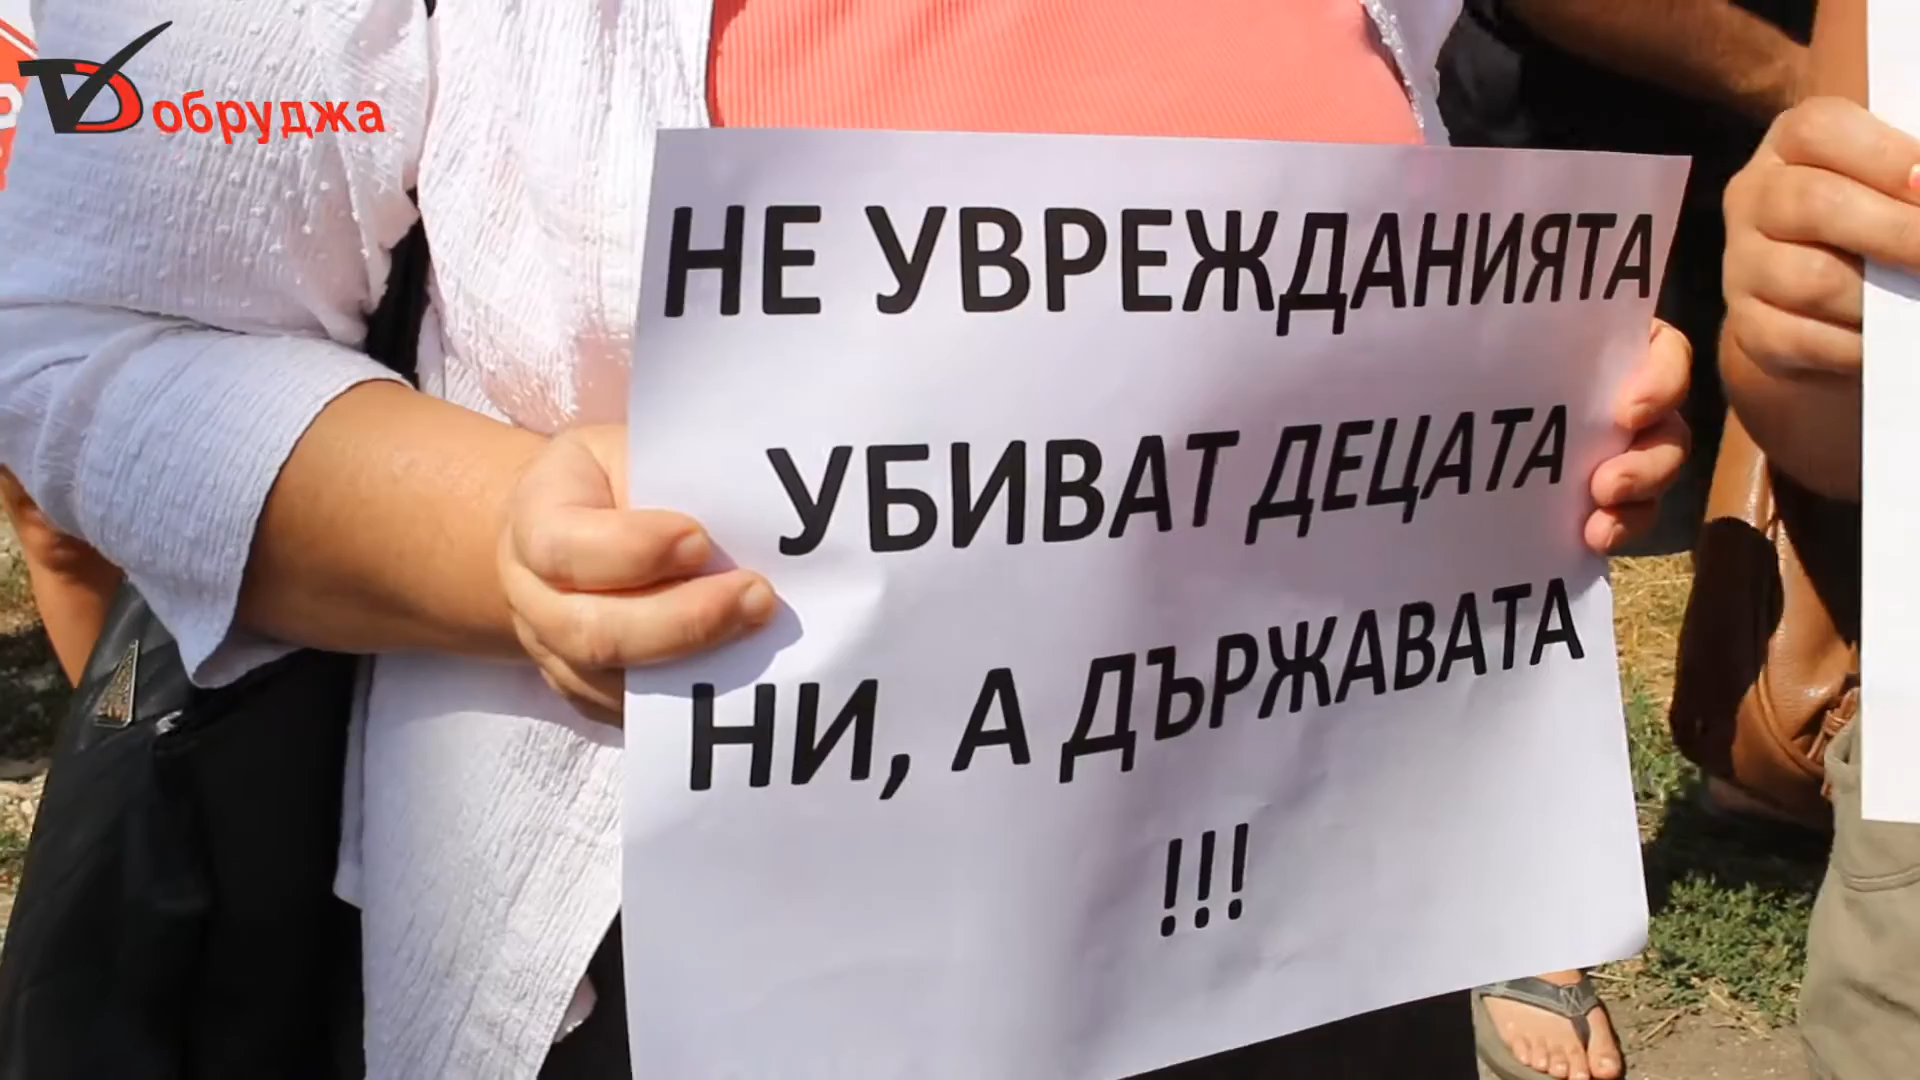 Добруджа
НЕ УВРЕЖДАНИЯТА
УБИВАТ ДЕЦАТА
НИ, А ДЪРЖАВАТА
!!!